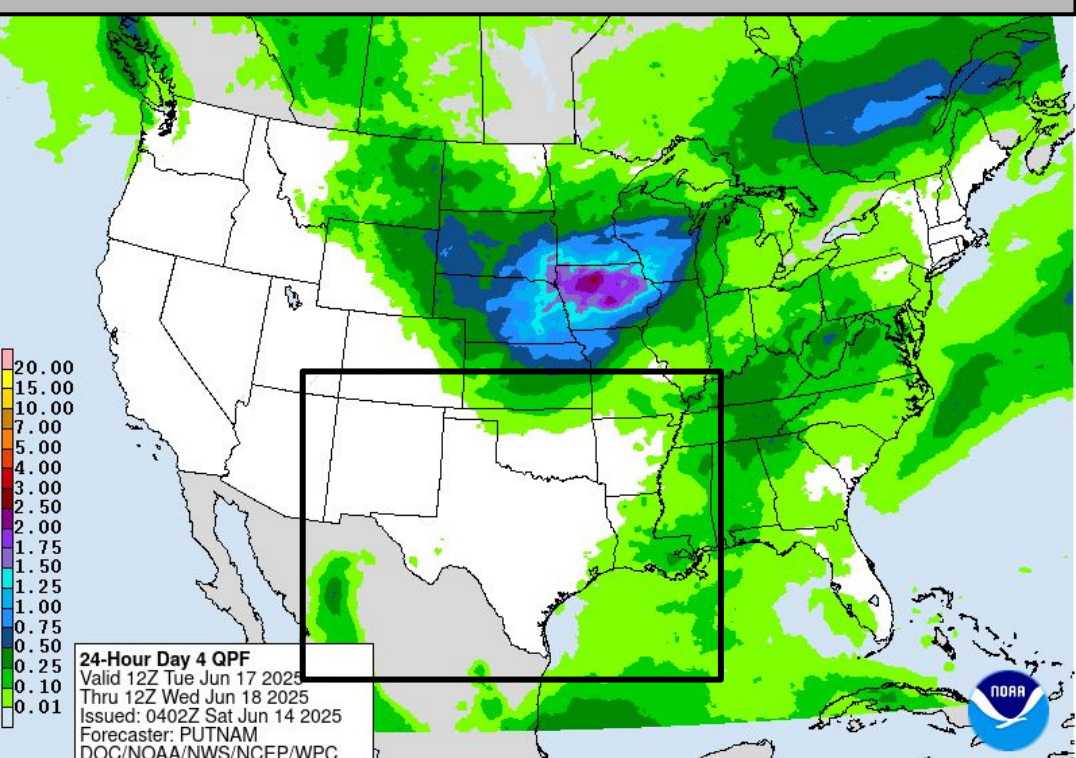 20.00
15.00
10.00
7.00
5.00
4.00
3.00
2.50
2.00
1.75
1.50
1.25
1.00
0.75
0.50
0.25
0.10
0.01
24-Hour Day 4 QPF
Valid 12Z Tue Jun 17 2025
Thru 12Z Wed Jun 18 2025
Issued: 0402Z Sat Jun 14 2025
Forecaster: PUTNAM
DOC/NOAA/NWS/NCEP/WPC
NOAA